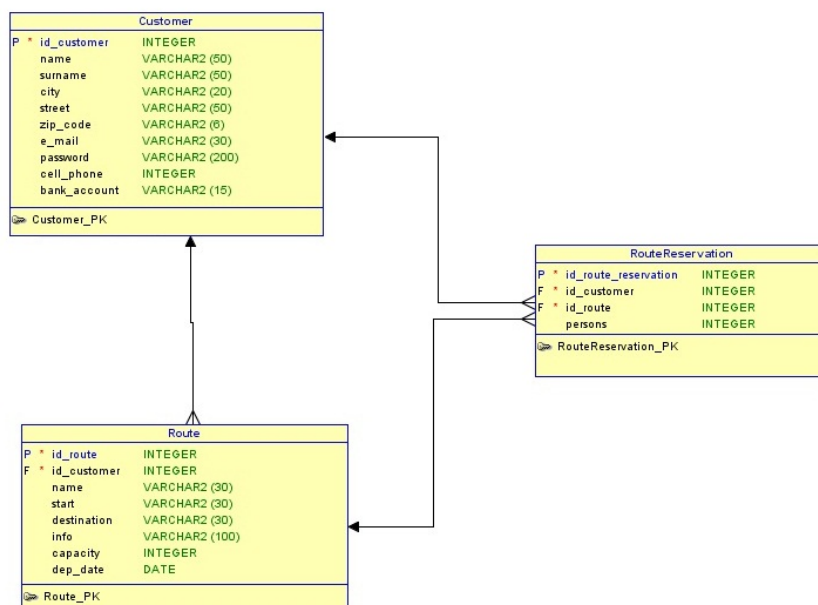 Customer
P * id_customer INTEGER
name VARCHAR2 (50)
surname VARCHAR2 (50)
city VARCHAR2 (20)
street VARCHAR2 (50)
zip_code VARCHAR2 (6)
e_mail VARCHAR2 (30)
password VARCHAR2 (200)
cell_phone INTEGER
bank_account VARCHAR2 (15)
Customer_PK
RouteReservation
P * id_route_reservation INTEGER
F * id_customer INTEGER
F * id_route INTEGER
persons INTEGER
RouteReservation_PK
Route
P * id_route INTEGER
F * id_customer INTEGER
name VARCHAR2 (30)
start VARCHAR2 (30)
destination VARCHAR2 (30)
info VARCHAR2 (100)
capacity INTEGER
dep_date DATE
Route_PK